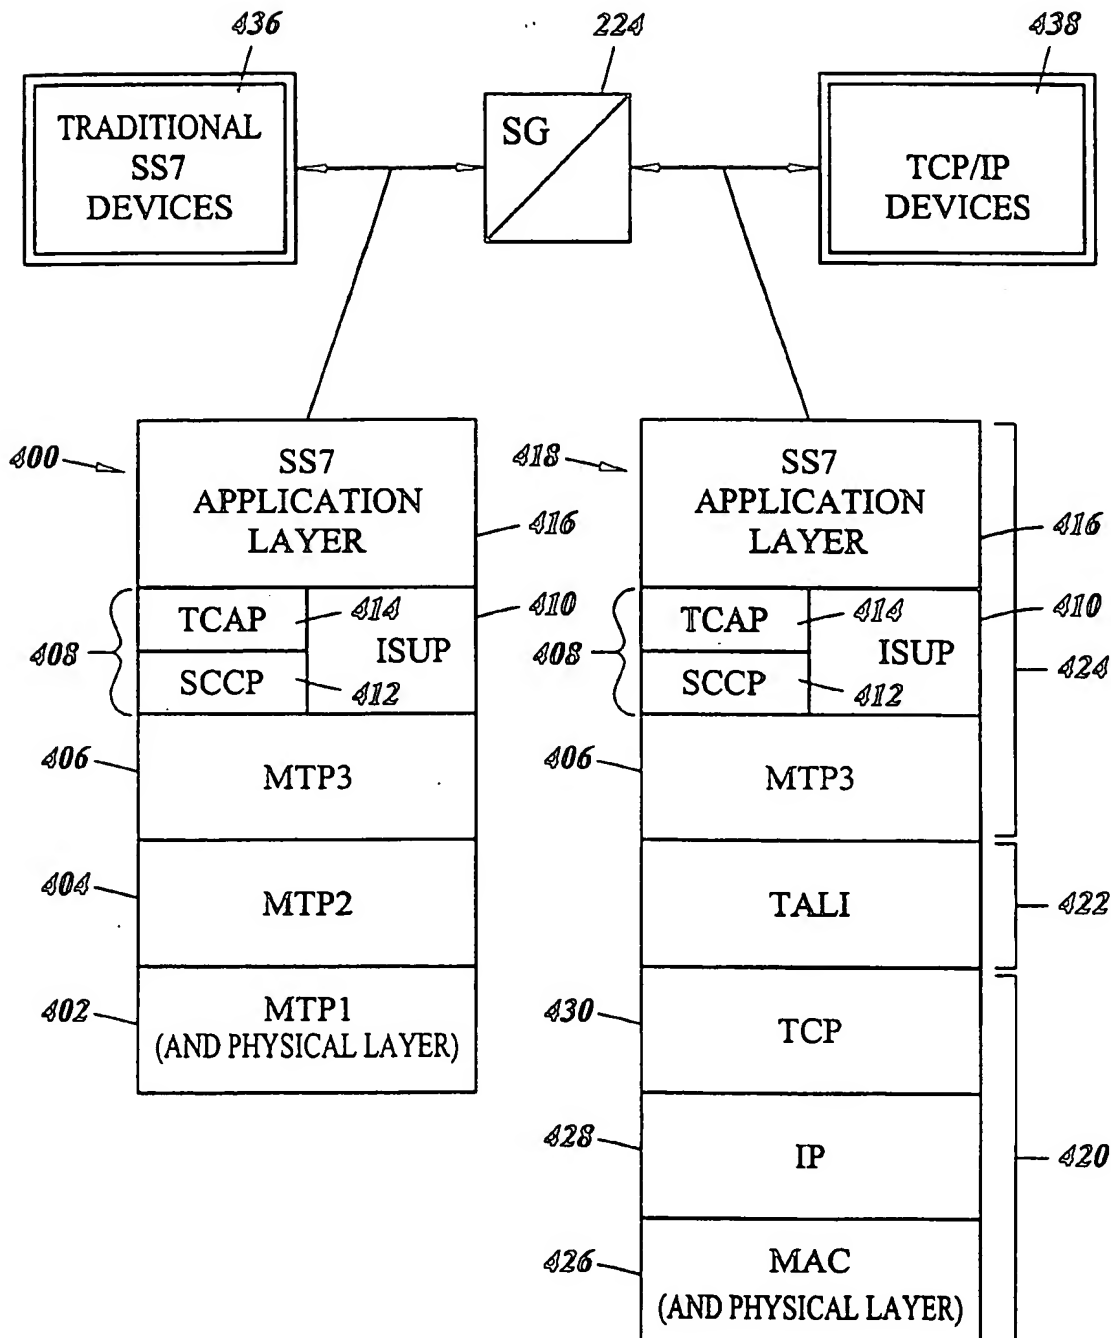 436
224
438
TRADITIONAL
SS7
DEVICES
SG
TCP/IP
DEVICES
400
SS7
APPLICATION
LAYER
416
418
SS7
APPLICATION
LAYER
416
408
TCAP
414
SCCP
412
ISUP
410
408
TCAP
414
SCCP
412
ISUP
410
424
406
MTP3
406
MTP3
404
MTP2
TALI
422
402
MTP1
(AND PHYSICAL LAYER)
430
TCP
428
IP
420
426
MAC
(AND PHYSICAL LAYER)